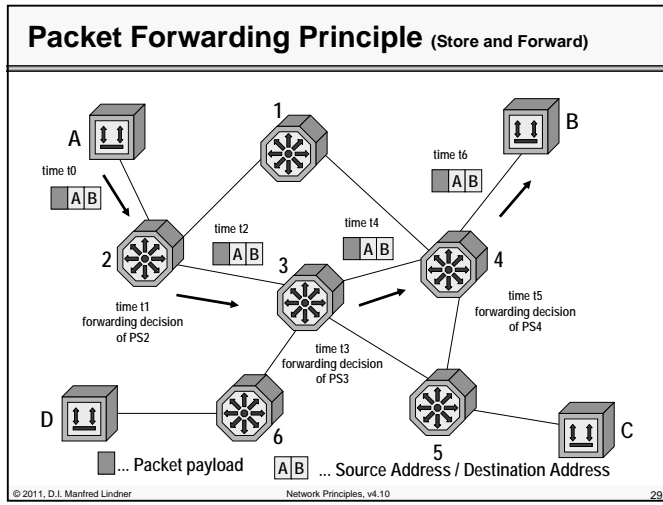 Packet Forwarding Principle (Store and Forward)
A
1
B
time t0
A B
time t6
A B
2
time t2
A B
time t4
A B
3
4
time t1
forwarding decision
of PS2
time t5
forwarding decision
of PS4
time t3
forwarding decision
of PS3
D
6
5
C
... Packet payload
A B ... Source Address / Destination Address
© 2011, D.I. Manfred Lindner
Network Principles, v4.10
29